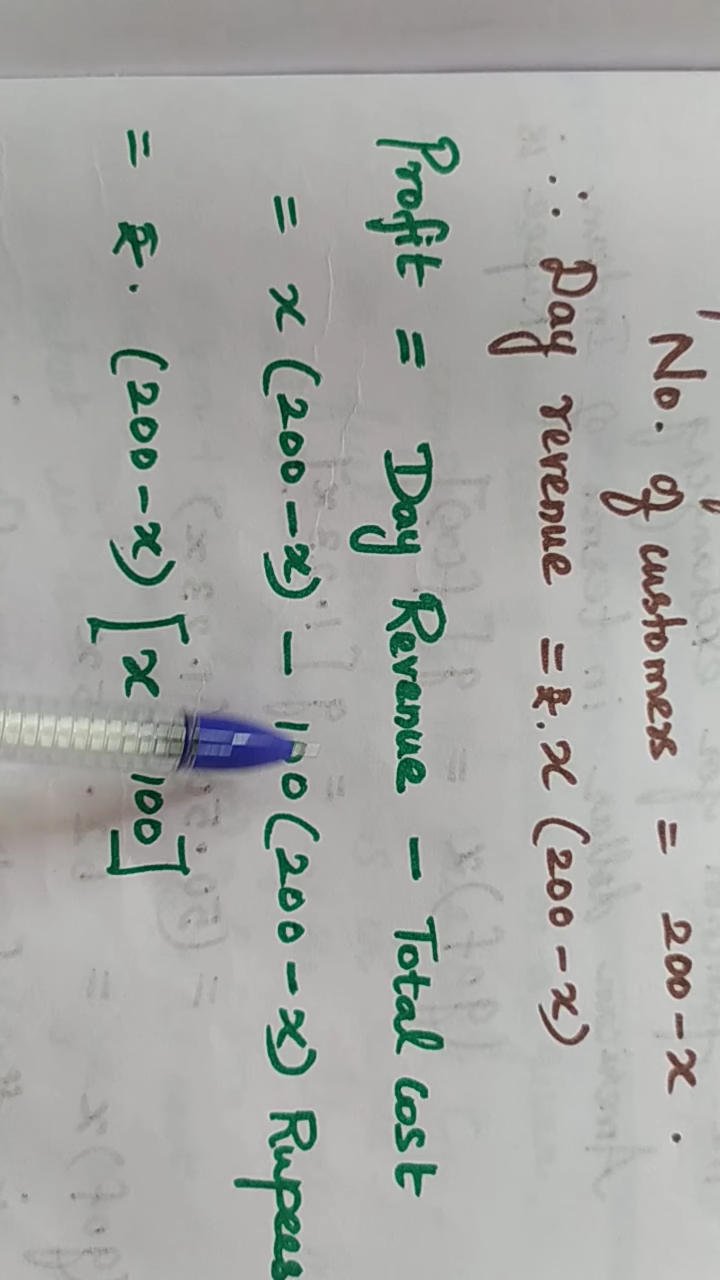 No. of customers = 200-x.
∴ Day revenue = ₹. x (200-x)
Profit = Day Revenue - Total cost
= x (200-x) - 100 (200-x) Rupees
= ₹. (200-x) [x 100]